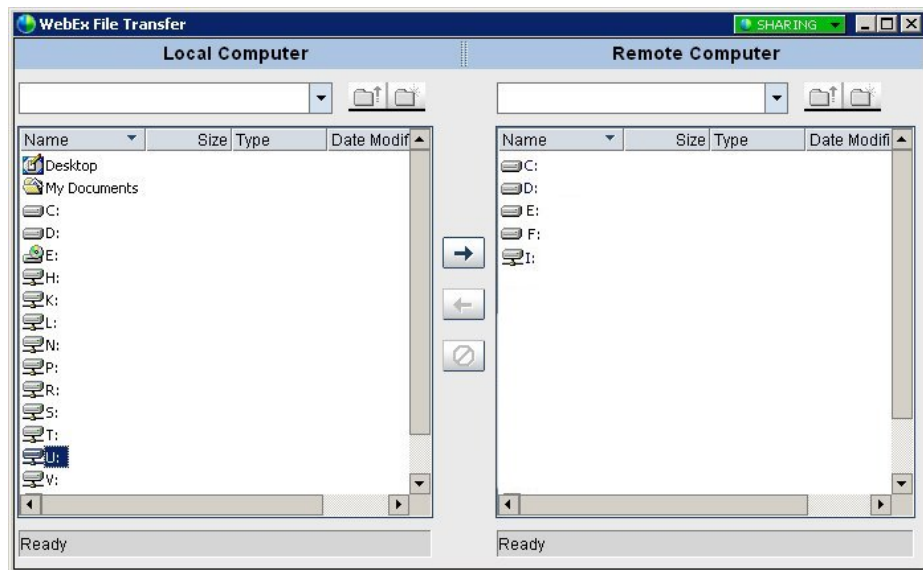 WebEx File Transfer
SHARING
Local Computer
Remote Computer
Name Size Type Date Modif
Desktop
My Documents
C:
D:
E:
H:
K:
L:
N:
P:
R:
S:
T:
U:
V:
Ready
Name Size Type Date Modifi
C:
D:
E:
F:
I:
Ready